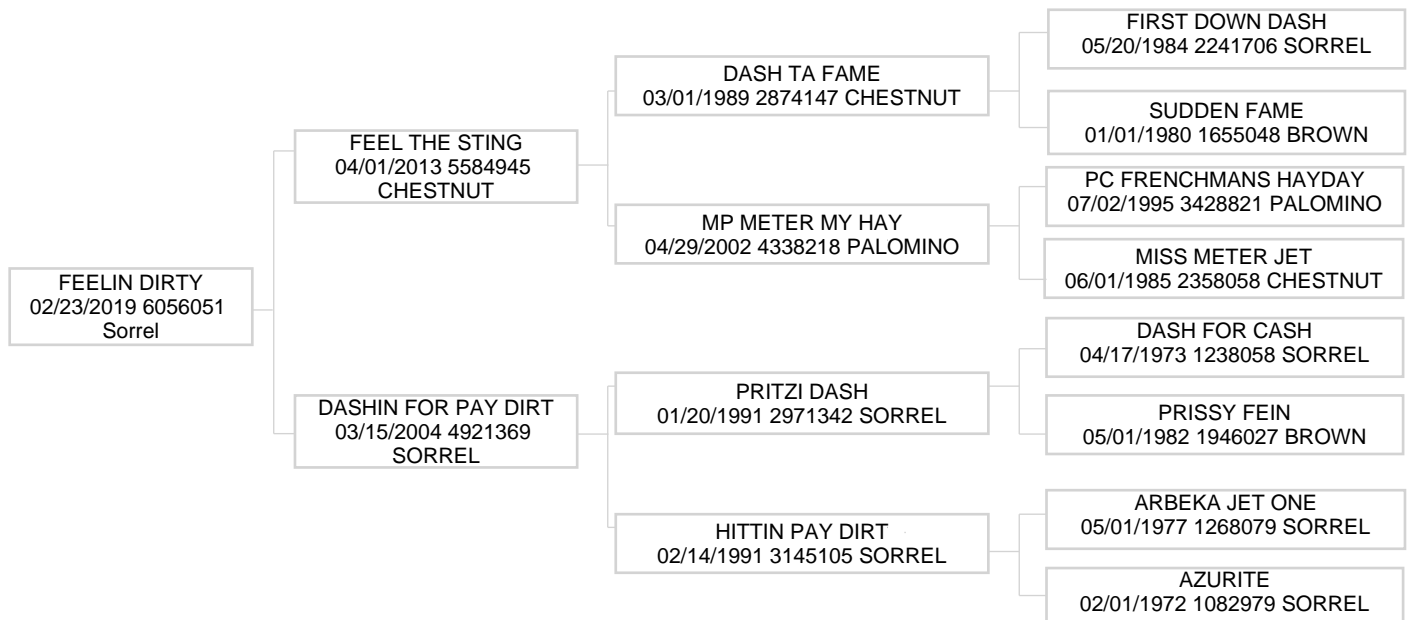 FEELIN DIRTY
02/23/2019 6056051
Sorrel
FEEL THE STING
04/01/2013 5584945
CHESTNUT
DASHIN FOR PAY DIRT
03/15/2004 4921369
SORREL
DASH TA FAME
03/01/1989 2874147 CHESTNUT
MP METER MY HAY
04/29/2002 4338218 PALOMINO
PRITZI DASH
01/20/1991 2971342 SORREL
HITTIN PAY DIRT
02/14/1991 3145105 SORREL
FIRST DOWN DASH
05/20/1984 2241706 SORREL
SUDDEN FAME
01/01/1980 1655048 BROWN
PC FRENCHMANS HAYDAY
07/02/1995 3428821 PALOMINO
MISS METER JET
06/01/1985 2358058 CHESTNUT
DASH FOR CASH
04/17/1973 1238058 SORREL
PRISSY FEIN
05/01/1982 1946027 BROWN
ARBEKA JET ONE
05/01/1977 1268079 SORREL
AZURITE
02/01/1972 1082979 SORREL